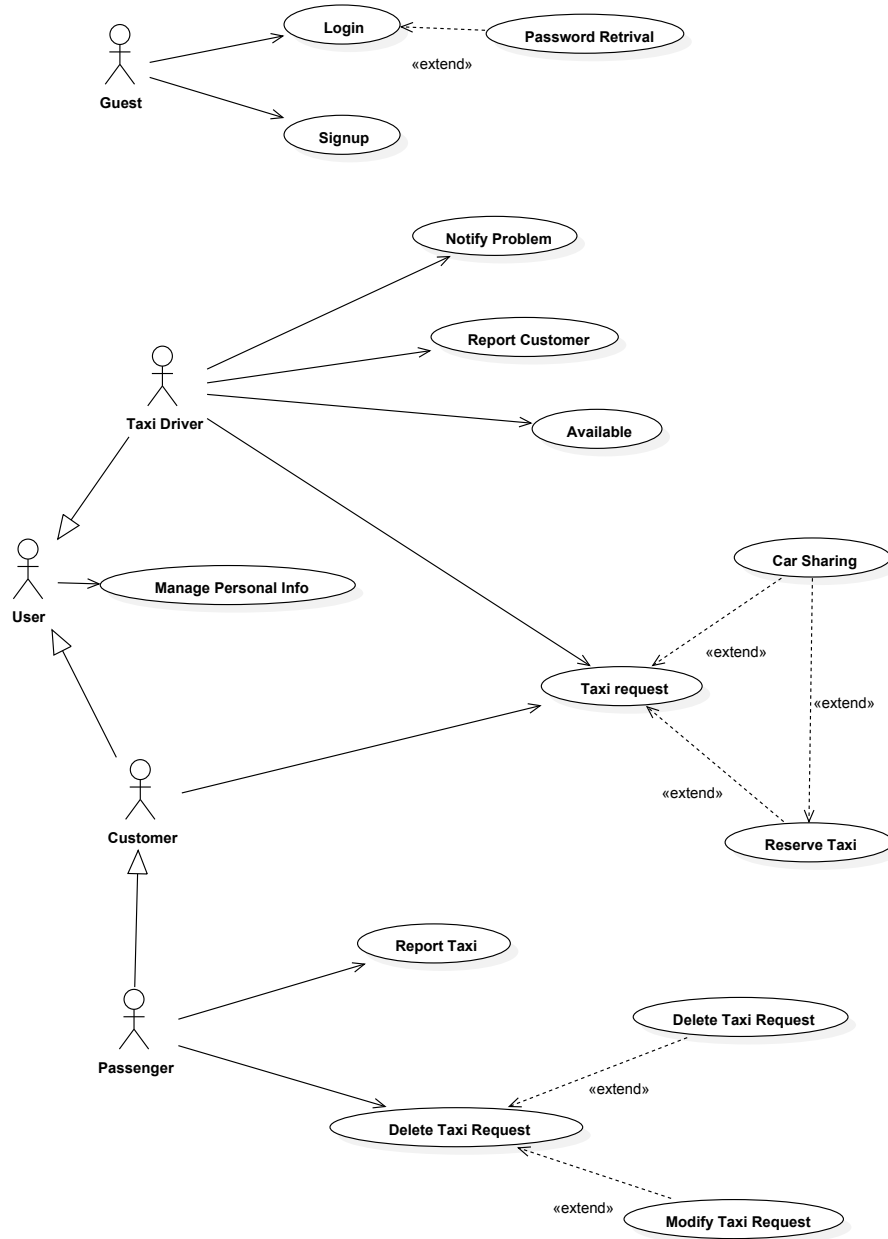 Login
Password Retrival
«extend»
Guest
Signup
Notify Problem
Report Customer
Taxi Driver
Available
Car Sharing
Manage Personal Info
User
«extend»
Taxi request
«extend»
«extend»
Customer
Reserve Taxi
Report Taxi
Delete Taxi Request
Passenger
«extend»
Delete Taxi Request
«extend»
Modify Taxi Request